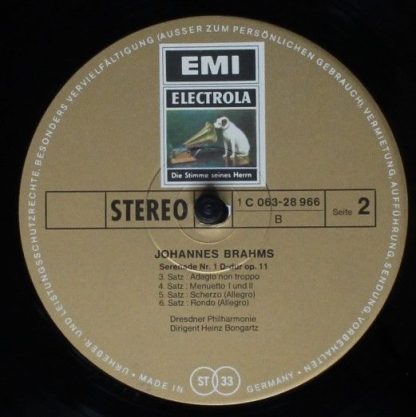 URHEBER- UND LEISTUNGSSCHUTZRECHTE, BESONDERS VERVIELFÄLTIGUNG (AUSSER ZUM PERSÖNLICHEN GEBRAUCH), VERMIETUNG, AUFFÜHRUNG, SENDUNG, VORBEHALTEN
EMI
ELECTROLA
Die Stimme seines Herrn
STEREO
1 C 063-28 966
B
Seite 2
JOHANNES BRAHMS
Serenade Nr. 1 D-dur op. 11
3. Satz : Adagio non troppo
4. Satz : Menuetto I und II
5. Satz : Scherzo (Allegro)
6. Satz : Rondo (Allegro)
Dresdner Philharmonie
Dirigent Heinz Bongartz
MADE IN GERMANY
ST 33